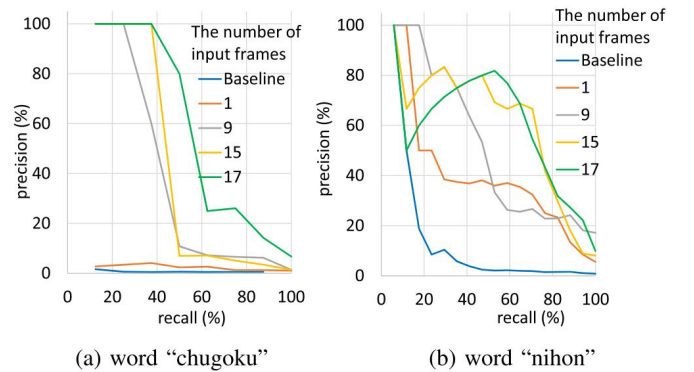 The number of
input frames
Baseline
1
9
15
17
precision (%)
100
80
60
40
20
0
0 20 40 60 80 100
recall (%)
(a) word “chugoku”
The number of
input frames
Baseline
1
9
15
17
precision (%)
100
80
60
40
20
0
0 20 40 60 80 100
recall (%)
(b) word “nihon”